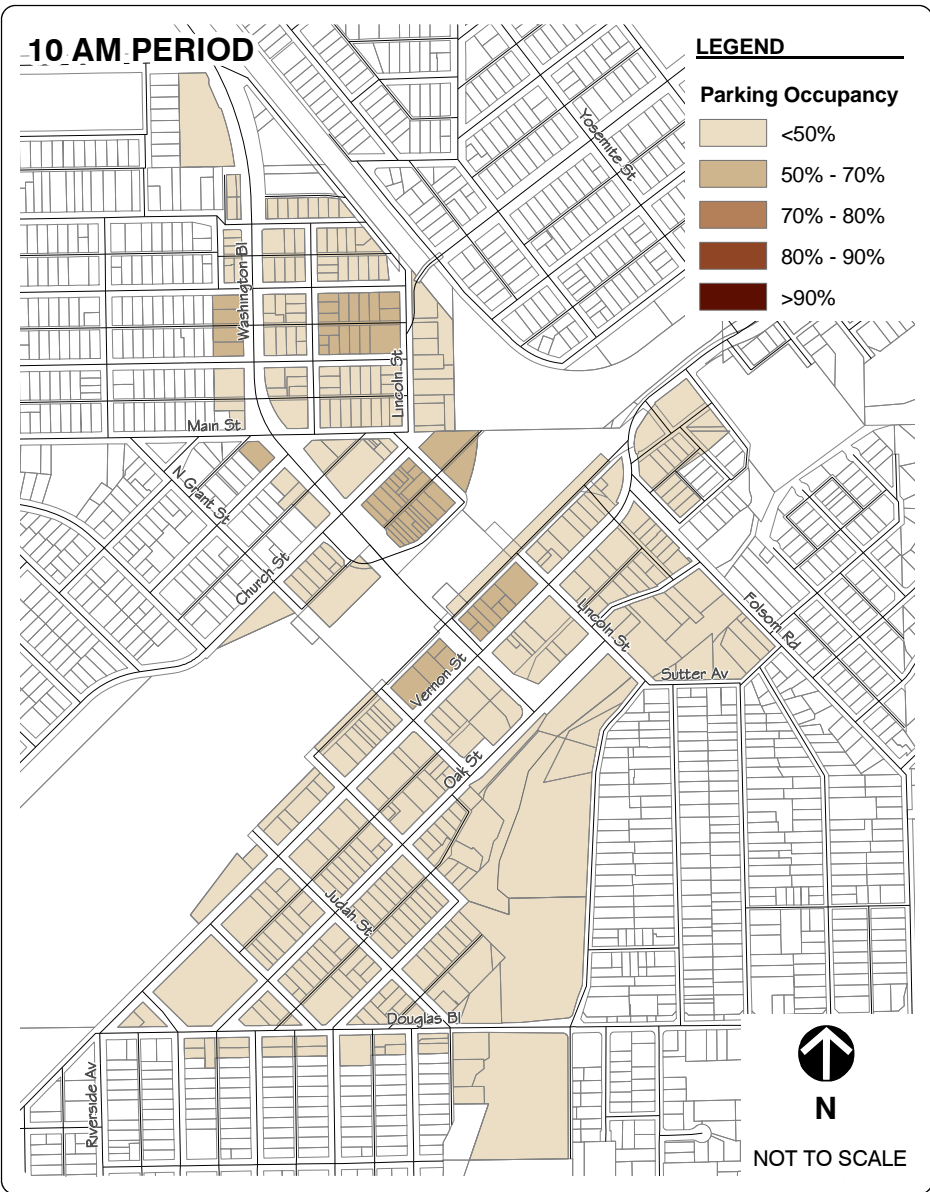 10 AM PERIOD
LEGEND
Parking Occupancy
<50%
50% - 70%
70% - 80%
80% - 90%
>90%
Yosemite St
Washington Bl
Lincoln St
Main St
N Grant St
Church St
Lincoln St
Folsom Rd
Sutter Av
Vernon St
Oak St
Judah St
Douglas Bl
Riverside Av
N
NOT TO SCALE